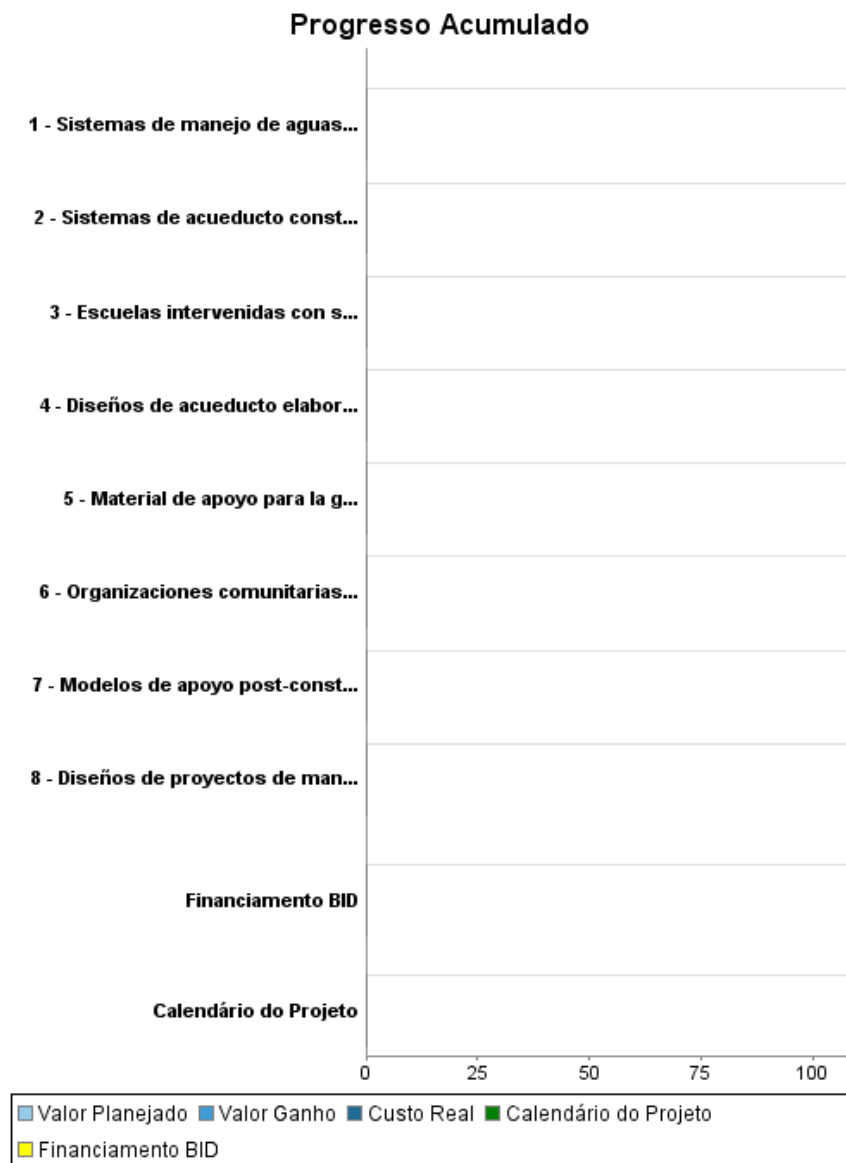 Progresso Acumulado
1 - Sistemas de manejo de aguas...
2 - Sistemas de acueducto const...
3 - Escuelas intervenidas con s...
4 - Diseños de acueducto elabor...
5 - Material de apoyo para la g...
6 - Organizaciones comunitarias...
7 - Modelos de apoyo post-const...
8 - Diseños de proyectos de man...
Financiamento BID
Calendário do Projeto
0 25 50 75 100
Valor Planejado Valor Ganho Custo Real Calendário do Projeto
Financiamento BID